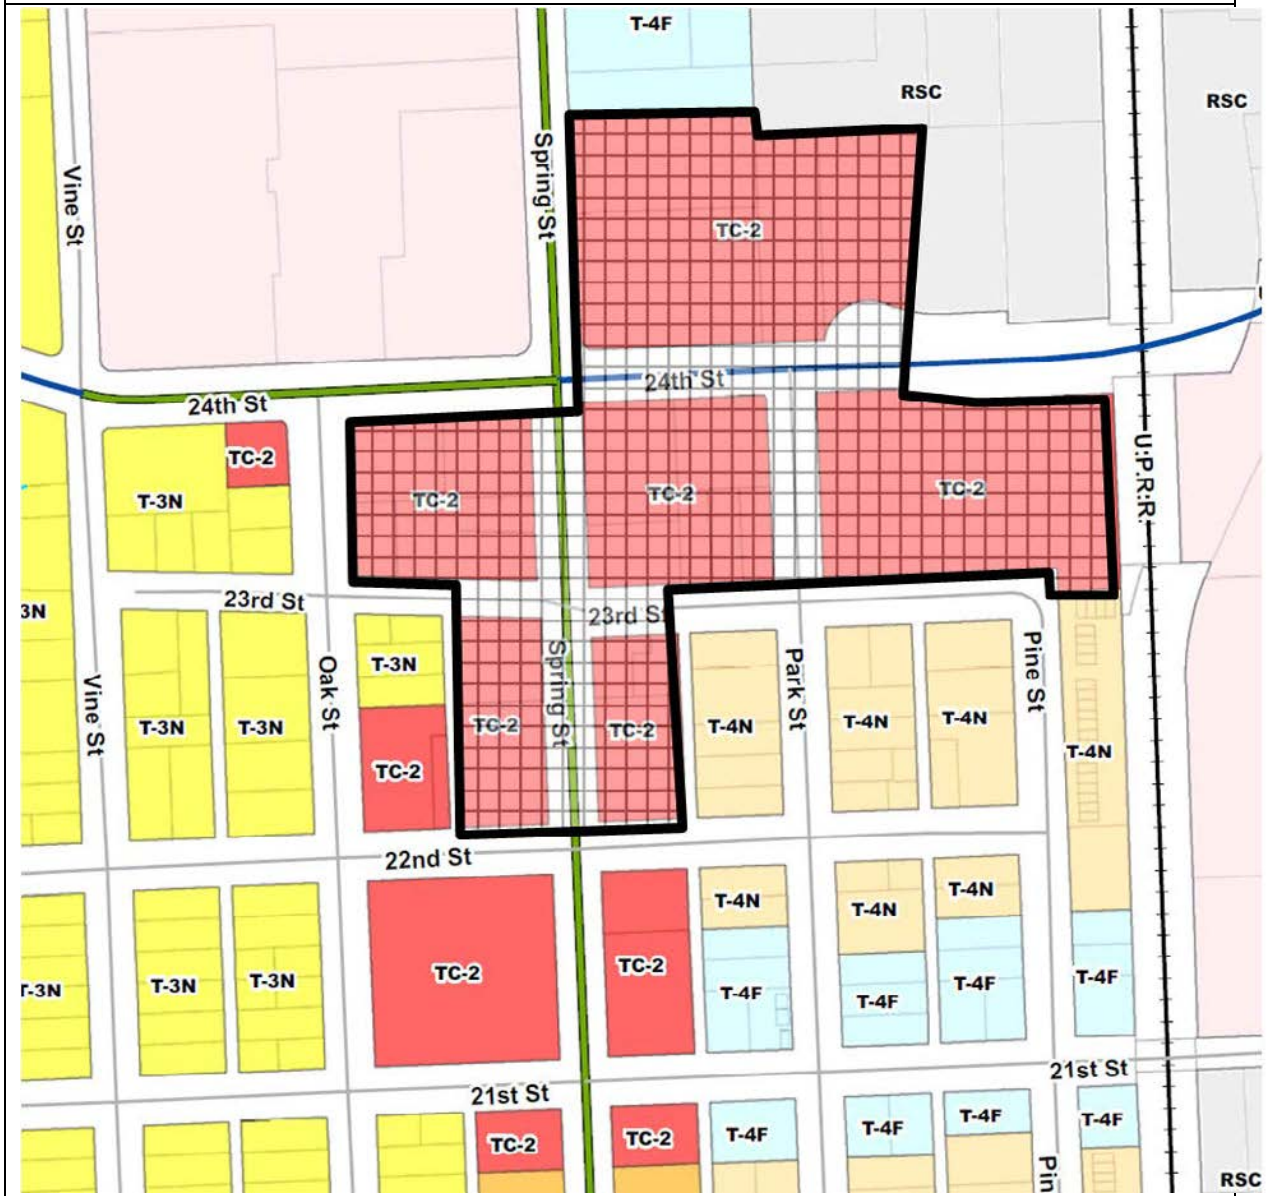 T-4F
RSC
RSC
Vine St
Spring St
TC-2
24th St
24th St
TC-2
T-3N
TC-2
TC-2
TC-2
U.P.R.R.
3N
23rd St
23rd St
T-3N
Oak St
Spring St
Park St
Pine St
Vine St
T-3N
T-3N
TC-2
TC-2
TC-2
T-4N
T-4N
T-4N
T-4N
22nd St
T-4N
T-4N
T-4N
T-3N
T-3N
T-3N
TC-2
TC-2
T-4F
T-4F
T-4F
T-4F
21st St
21st St
TC-2
TC-2
T-4F
T-4F
T-4F
T-4F
Pin
RSC